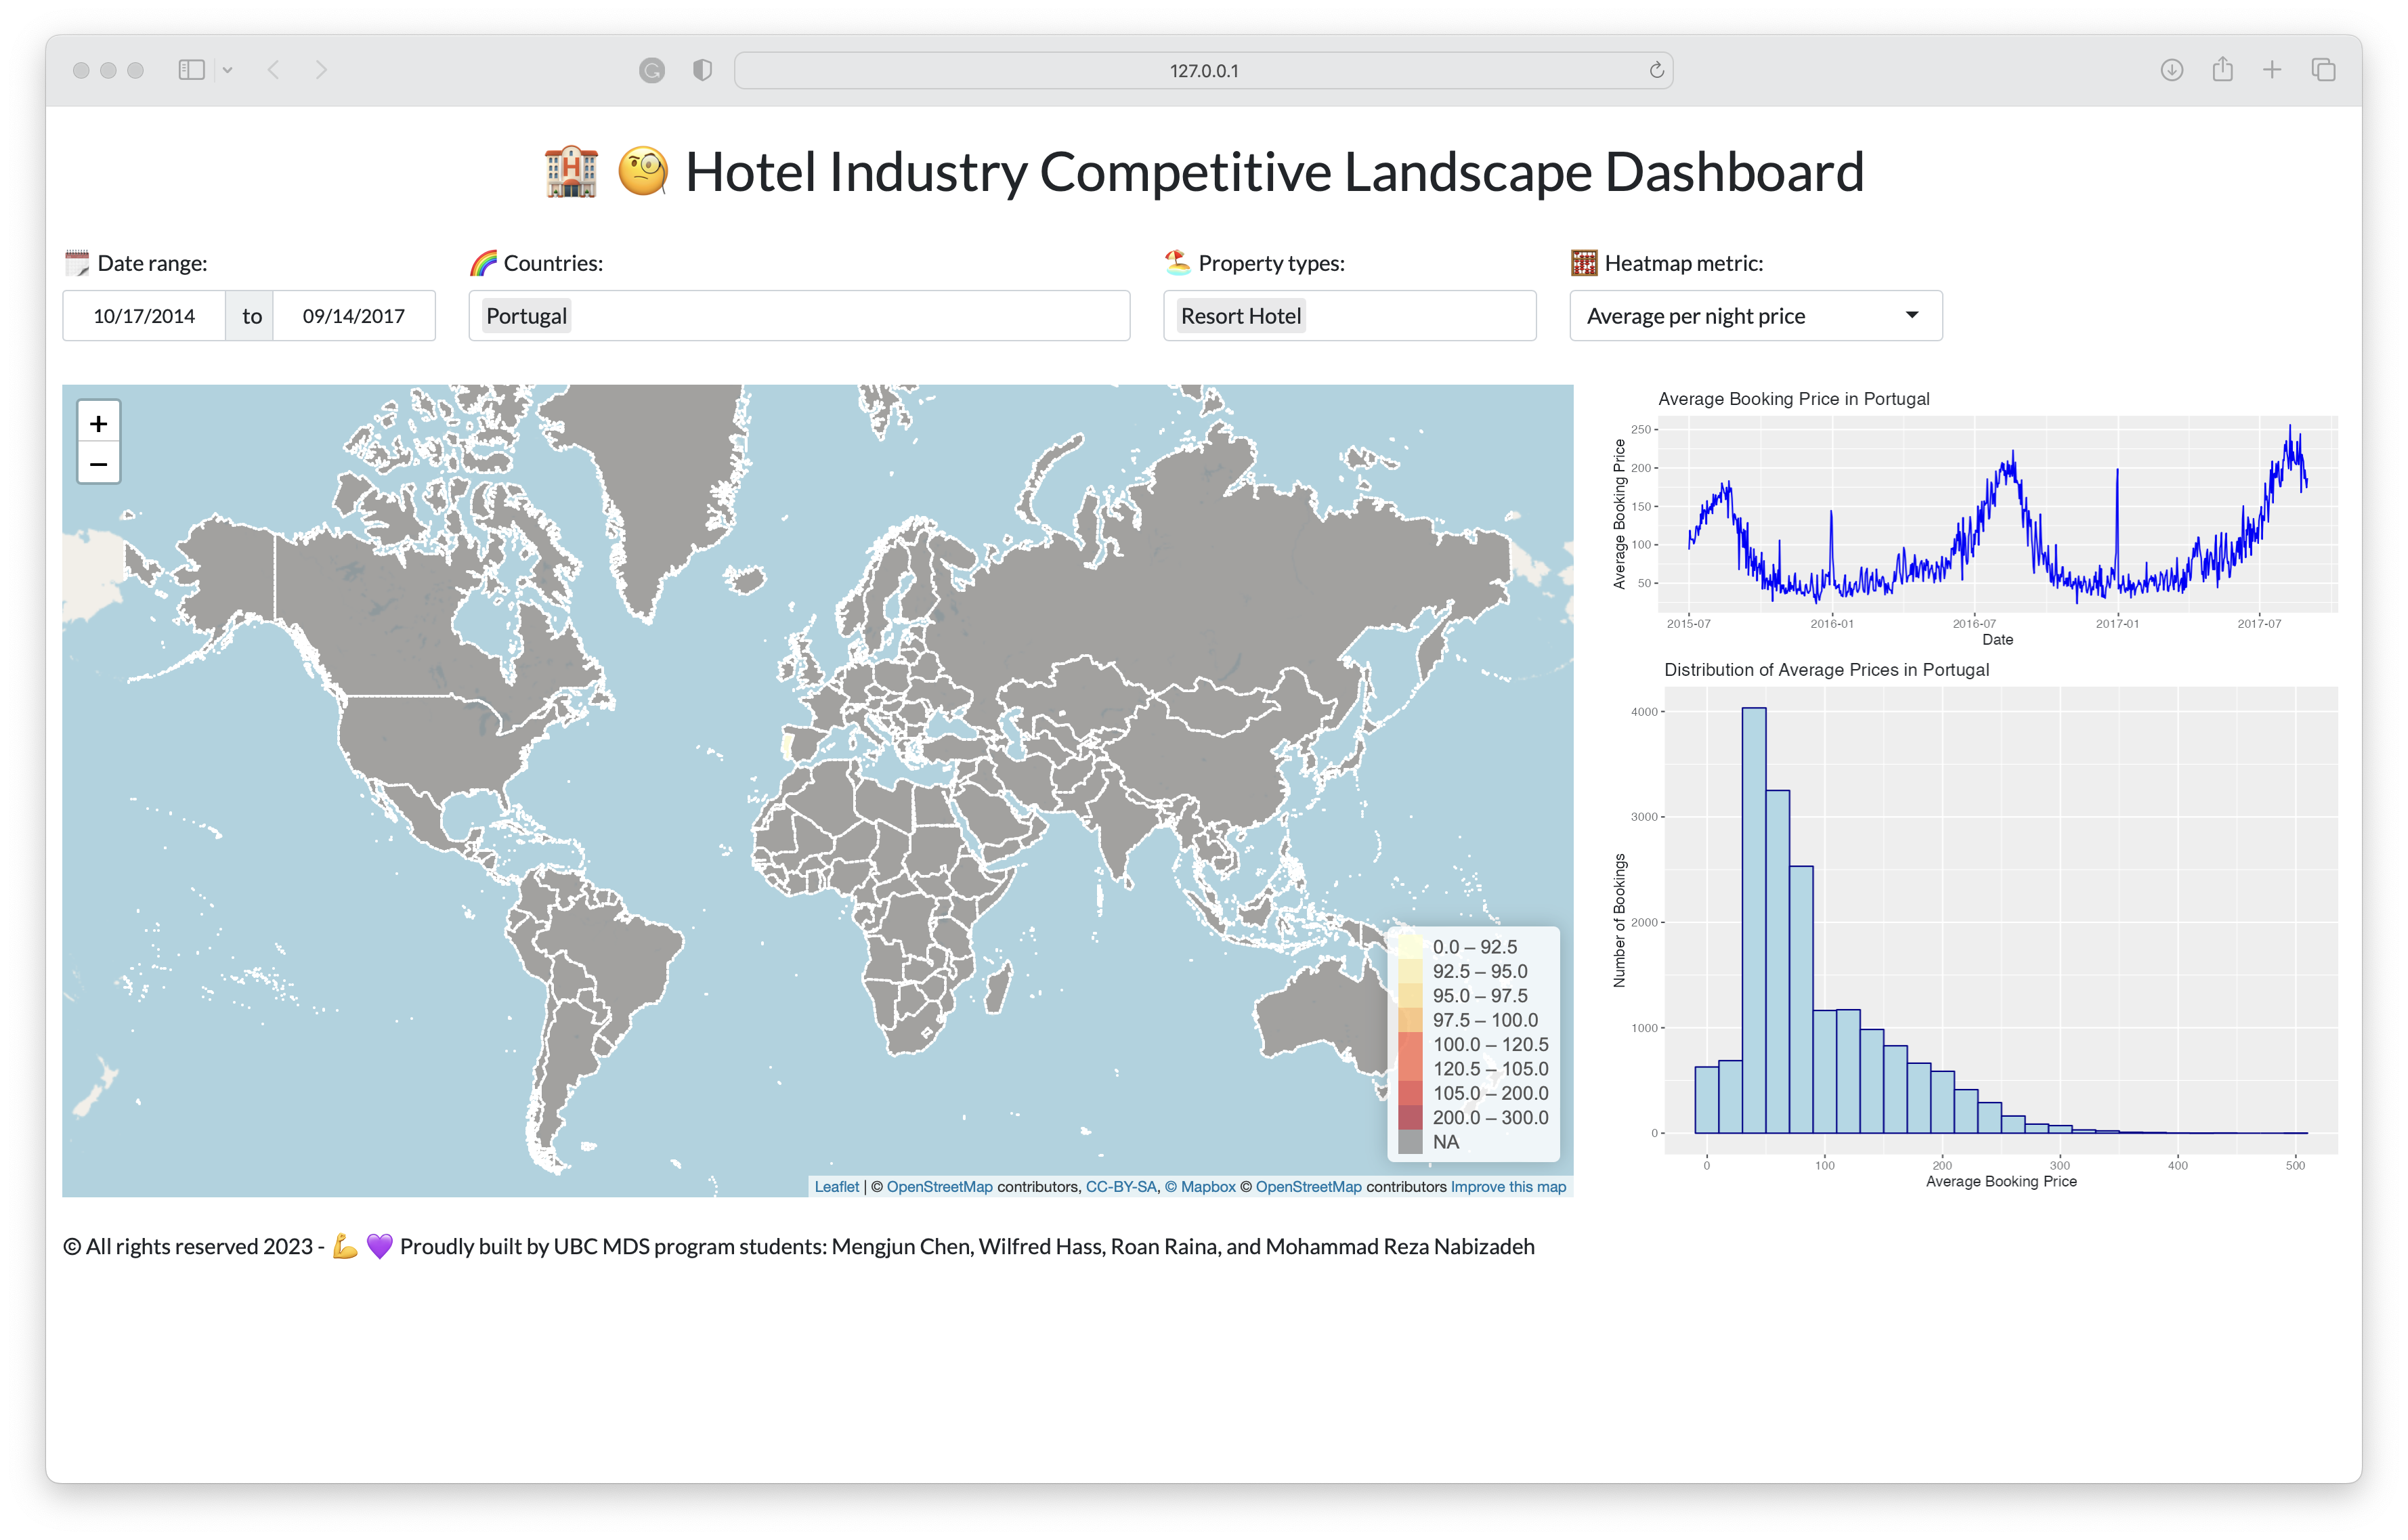 127.0.0.1
Hotel Industry Competitive Landscape Dashboard
Date range:
10/17/2014 to 09/14/2017
Countries:
Portugal
Property types:
Resort Hotel
Heatmap metric:
Average per night price
+
−
0.0 – 92.5
92.5 – 95.0
95.0 – 97.5
97.5 – 100.0
100.0 – 120.5
120.5 – 105.0
105.0 – 200.0
200.0 – 300.0
NA
Leaflet | © OpenStreetMap contributors, CC-BY-SA, © Mapbox © OpenStreetMap contributors Improve this map
Average Booking Price in Portugal
Average Booking Price
250
200
150
100
50
2015-07 2016-01 2016-07 2017-01 2017-07
Date
Distribution of Average Prices in Portugal
Number of Bookings
4000
3000
2000
1000
0
0 100 200 300 400 500
Average Booking Price
© All rights reserved 2023 - 💪 💜 Proudly built by UBC MDS program students: Mengjun Chen, Wilfred Hass, Roan Raina, and Mohammad Reza Nabizadeh